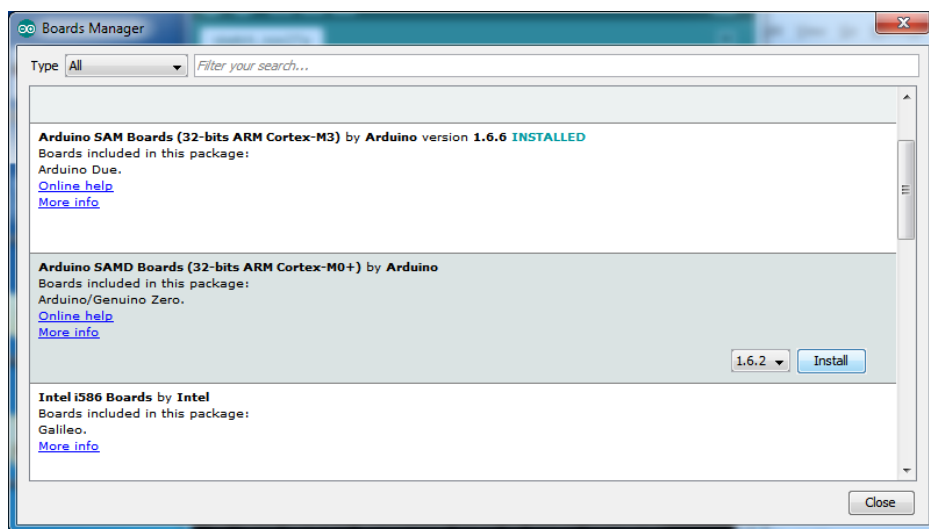 Boards Manager
Type All Filter your search...
Arduino SAM Boards (32-bits ARM Cortex-M3) by Arduino version 1.6.6 INSTALLED
Boards included in this package:
Arduino Due.
Online help
More info
Arduino SAMD Boards (32-bits ARM Cortex-M0+) by Arduino
Boards included in this package:
Arduino/Genuino Zero.
Online help
More info
1.6.2 Install
Intel i586 Boards by Intel
Boards included in this package:
Galileo.
More info
Close